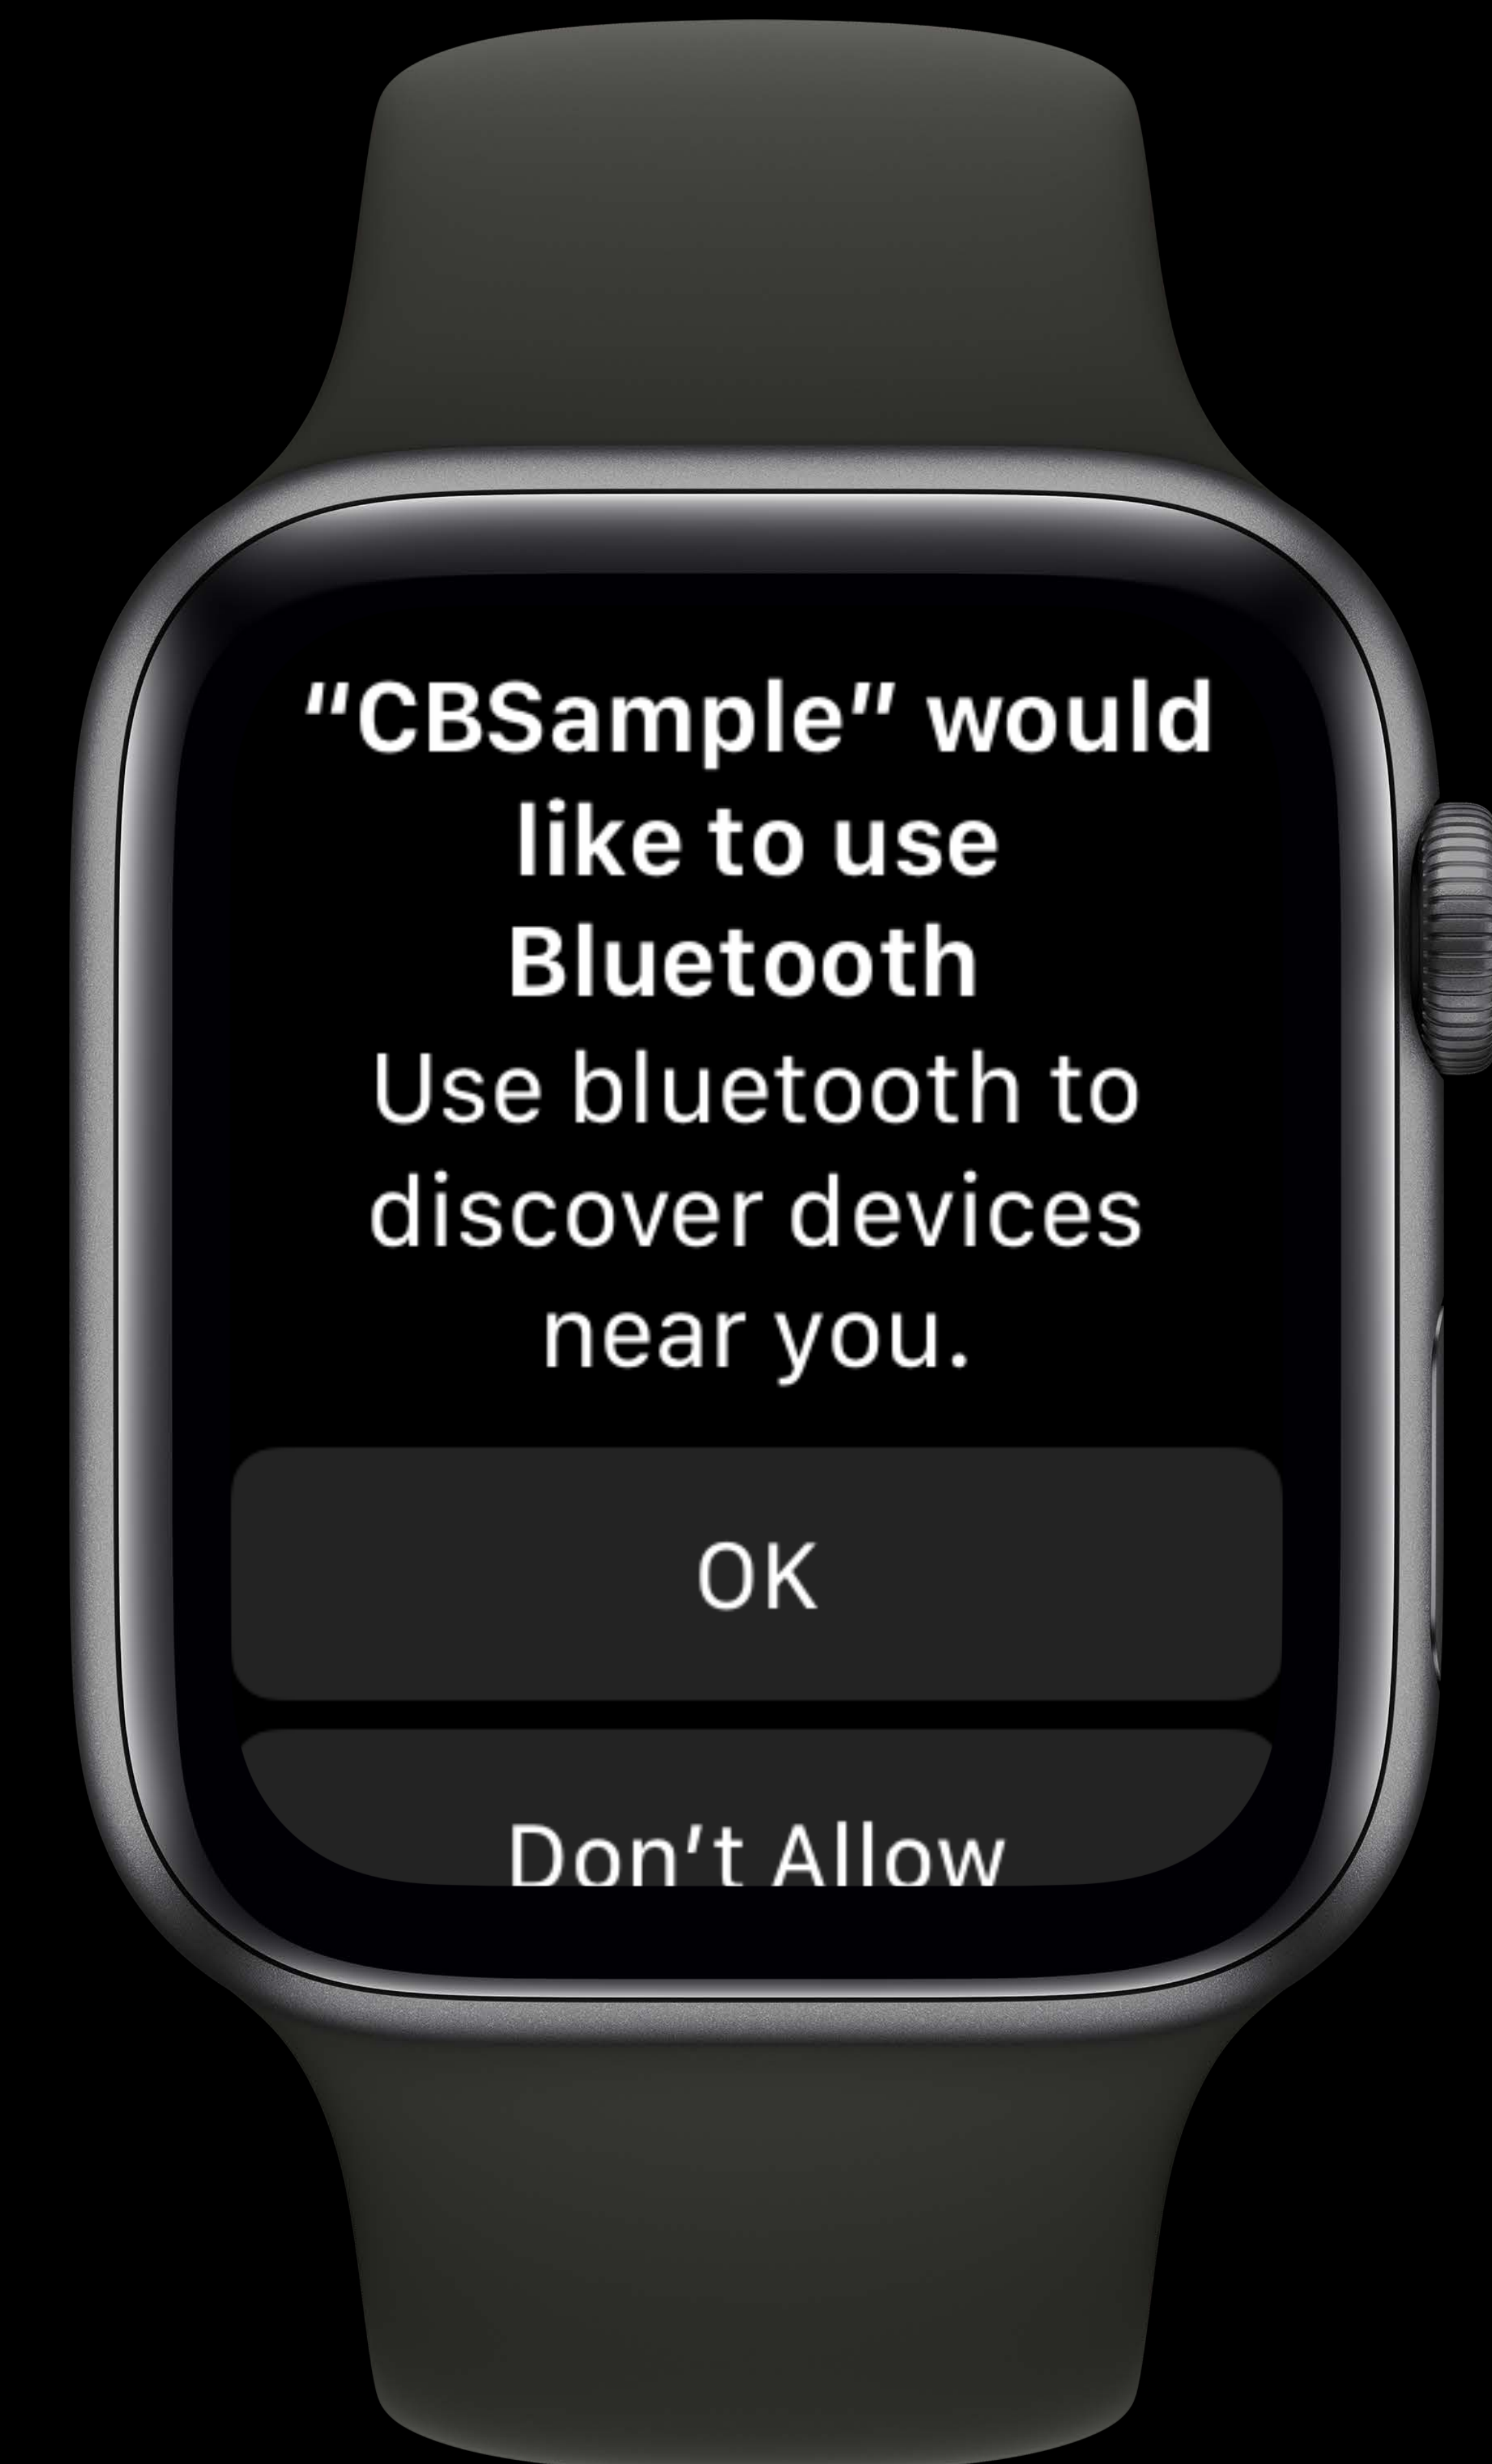 “CBSample” would
like to use
Bluetooth
Use bluetooth to
discover devices
near you.
OK
Don’t Allow